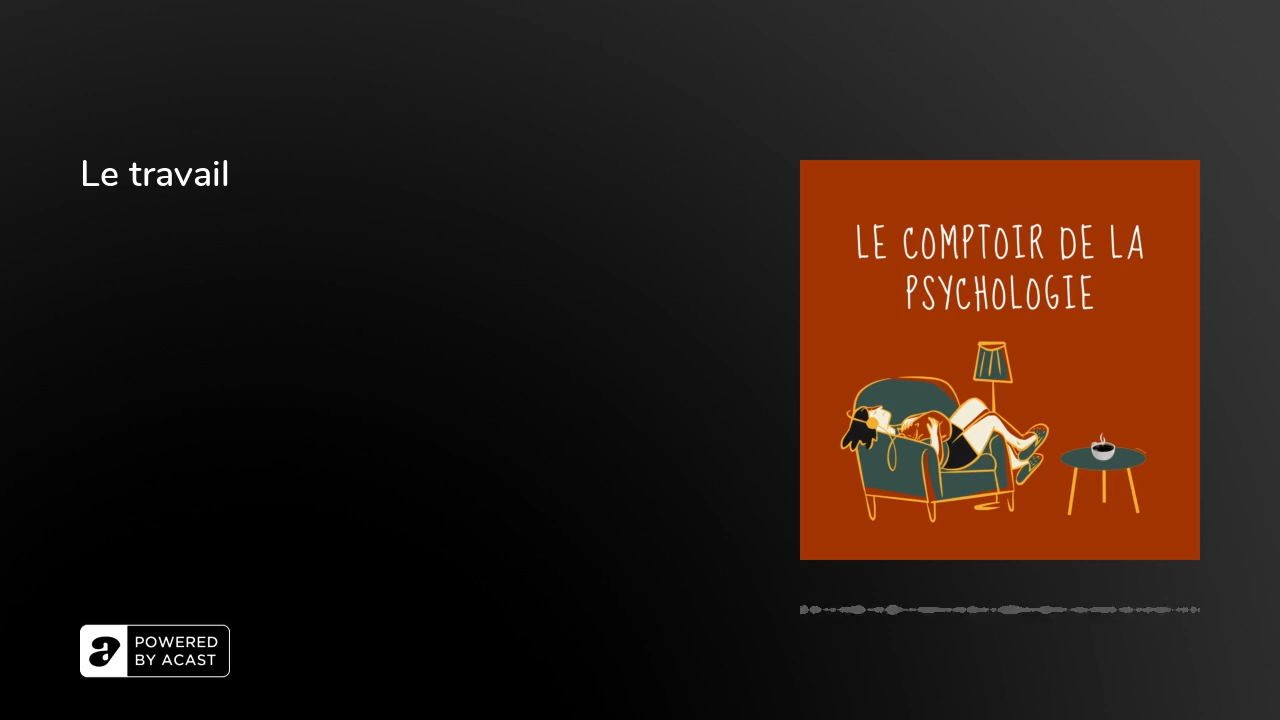 Le travail
LE COMPTOIR DE LA
PSYCHOLOGIE
POWERED
BY ACAST